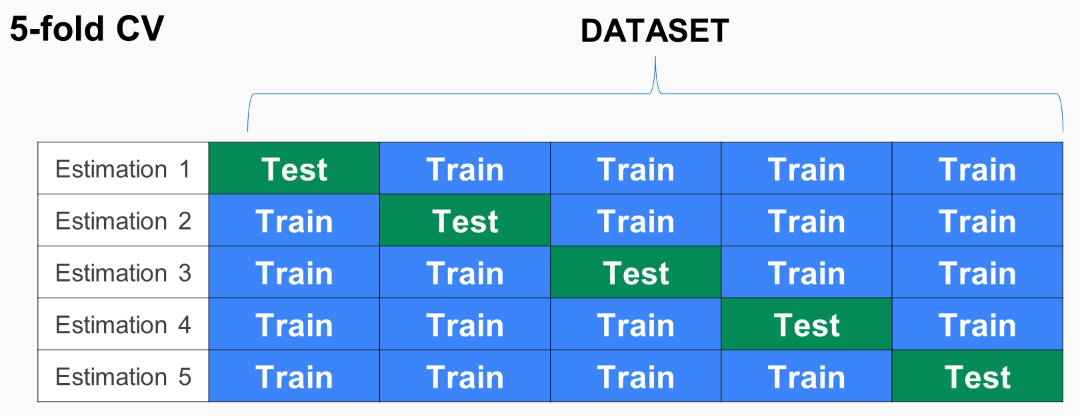 5-fold CV
DATASET
Estimation 1 Test Train Train Train Train
Estimation 2 Train Test Train Train Train
Estimation 3 Train Train Test Train Train
Estimation 4 Train Train Train Test Train
Estimation 5 Train Train Train Train Test